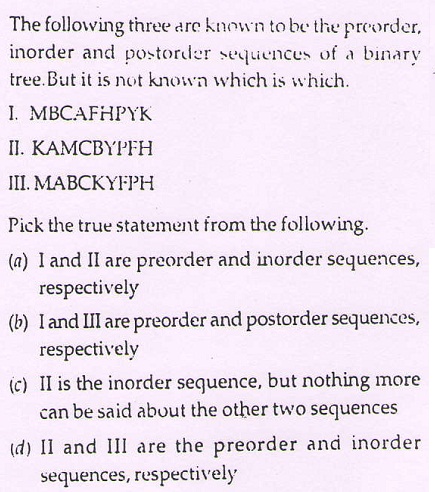 The following three are known to be the preorder,
inorder and postorder sequences of a binary
tree.But it is not known which is which.
I. MBCAFHPYK
II. KAMCBYPFH
III. MABCKYFPH
Pick the true statement from the following.
(a) I and II are preorder and inorder sequences,
respectively
(b) I and III are preorder and postorder sequences,
respectively
(c) II is the inorder sequence, but nothing more
can be said about the other two sequences
(d) II and III are the preorder and inorder
sequences, respectively